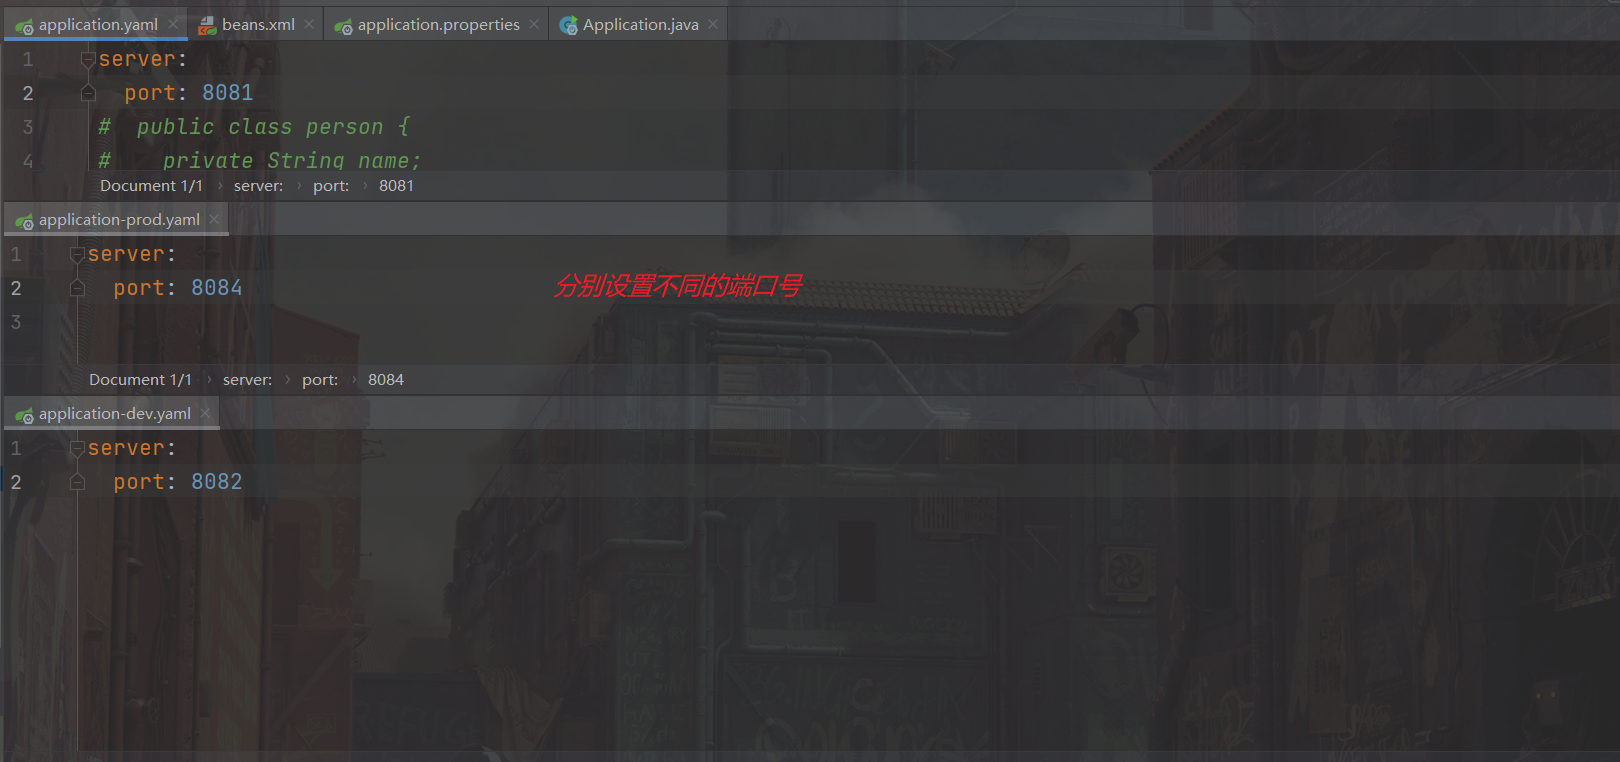 application.yaml beans.xml application.properties Application.java
1 server:
2 port: 8081
3 # public class person {
4 # private String name;
Document 1/1 › server: › port: › 8081
application-prod.yaml
1 server:
2 port: 8084
分别设置不同的端口号
3
Document 1/1 › server: › port: › 8084
application-dev.yaml
1 server:
2 port: 8082